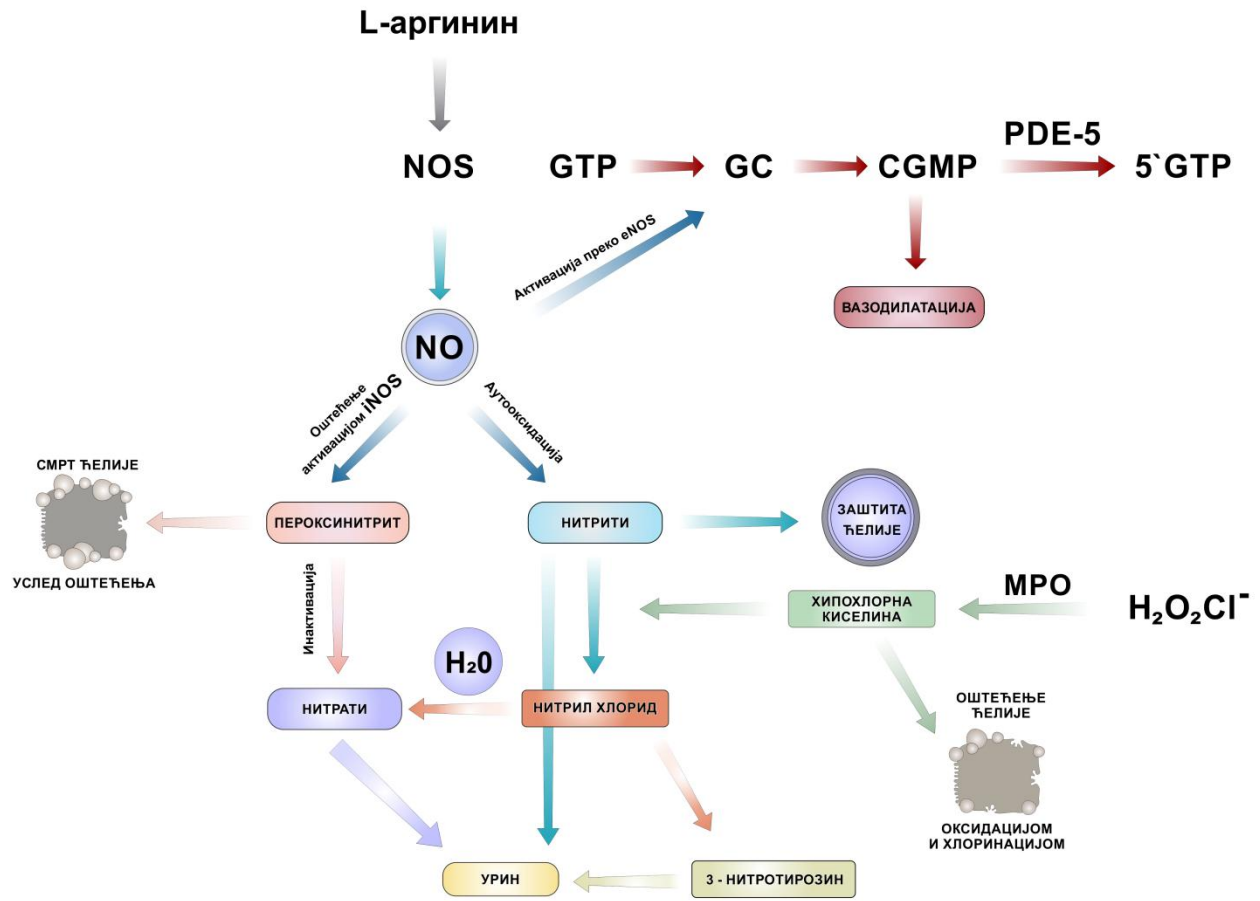 L-аргинин
PDE-5
NOS GTP GC CGMP 5`GTP
Активација преко eNOS
ВАЗОДИЛАТАЦИЈА
NO
Оштећење
активацијом iNOS
Аутооксидација
СМРТ ЋЕЛИЈЕ
УСЛЕД ОШТЕЋЕЊА
ПЕРОКСИНИТРИТ
НИТРИТИ
ЗАШТИТА
ЋЕЛИЈЕ
Инактивација
ХИПОХЛОРНА
КИСЕЛИНА
MPO
H₂O₂Cl⁻
H₂0
НИТРАТИ
НИТРИЛ ХЛОРИД
ОШТЕЋЕЊЕ
ЋЕЛИЈЕ
ОКСИДАЦИЈОМ
И ХЛОРИНАЦИЈОМ
УРИН
3 - НИТРОТИРОЗИН